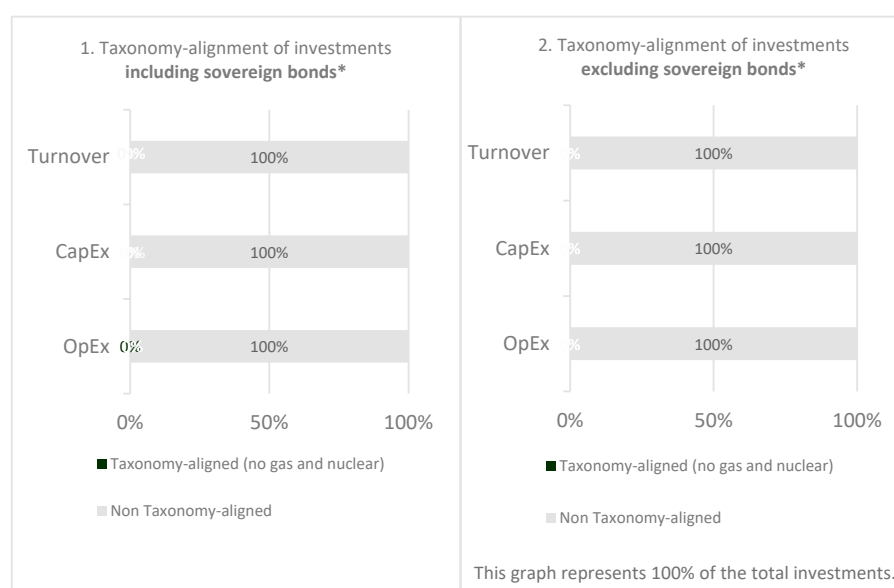 1. Taxonomy-alignment of investments
including sovereign bonds*
Turnover 100%
CapEx 100%
OpEx 0% 100%
0% 50% 100%
Taxonomy-aligned (no gas and nuclear)
Non Taxonomy-aligned
2. Taxonomy-alignment of investments
excluding sovereign bonds*
Turnover % 100%
CapEx % 100%
OpEx % 100%
0% 50% 100%
Taxonomy-aligned (no gas and nuclear)
Non Taxonomy-aligned
This graph represents 100% of the total investments.